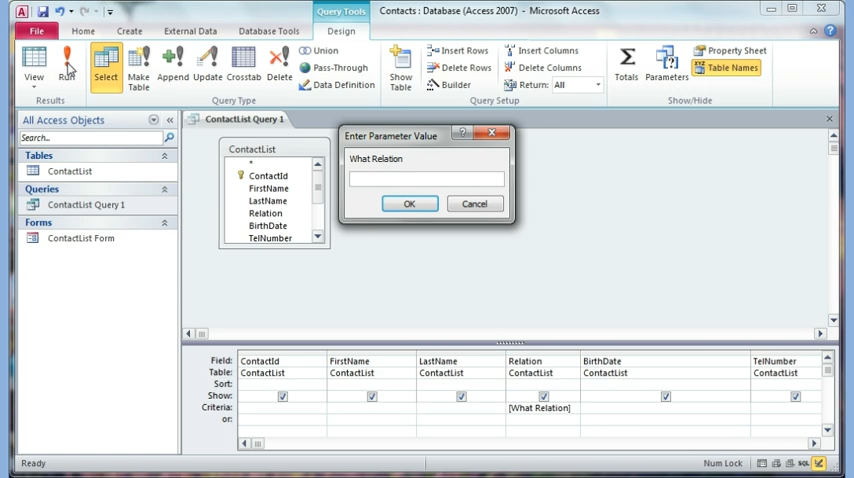 Query Tools
Contacts : Database (Access 2007) - Microsoft Access
File
Home
Create
External Data
Database Tools
Design
View
Run
Results
Select
Make Table
Append
Update
Crosstab
Delete
Union
Pass-Through
Data Definition
Query Type
Show Table
Insert Rows
Delete Rows
Builder
Insert Columns
Delete Columns
Return: All
Query Setup
Totals
Parameters
Property Sheet
XYZ Table Names
Show/Hide
All Access Objects
Search...
Tables
ContactList
Queries
ContactList Query 1
Forms
ContactList Form
ContactList Query 1
ContactList
*
ContactId
FirstName
LastName
Relation
BirthDate
TelNumber
Enter Parameter Value
What Relation
OK
Cancel
Field: ContactId FirstName LastName Relation BirthDate TelNumber
Table: ContactList ContactList ContactList ContactList ContactList ContactList
Sort:
Show:
Criteria: [What Relation]
or:
Ready
Num Lock
SQL